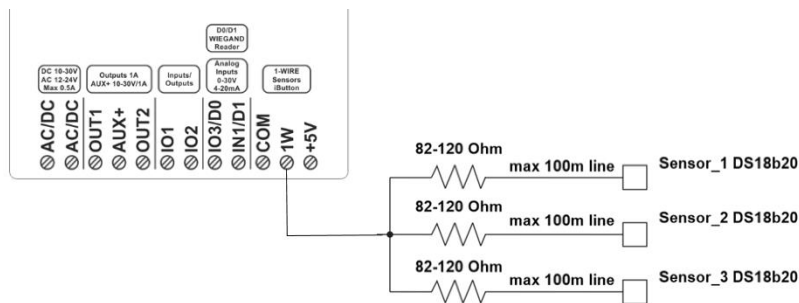 D0/D1
WIEGAND
Reader
DC 10-30V
AC 12-24V
Max 0.5A
Outputs 1A
AUX+ 10-30V/1A
Inputs/
Outputs
Analog
Inputs
0-30V
4-20mA
1-WIRE
Sensors
iButton
AC/DC
AC/DC
OUT1
AUX+
OUT2
IO1
IO2
IO3/D0
IN1/D1
COM
1W
+5V
82-120 Ohm
max 100m line
Sensor_1 DS18b20
82-120 Ohm
max 100m line
Sensor_2 DS18b20
82-120 Ohm
max 100m line
Sensor_3 DS18b20